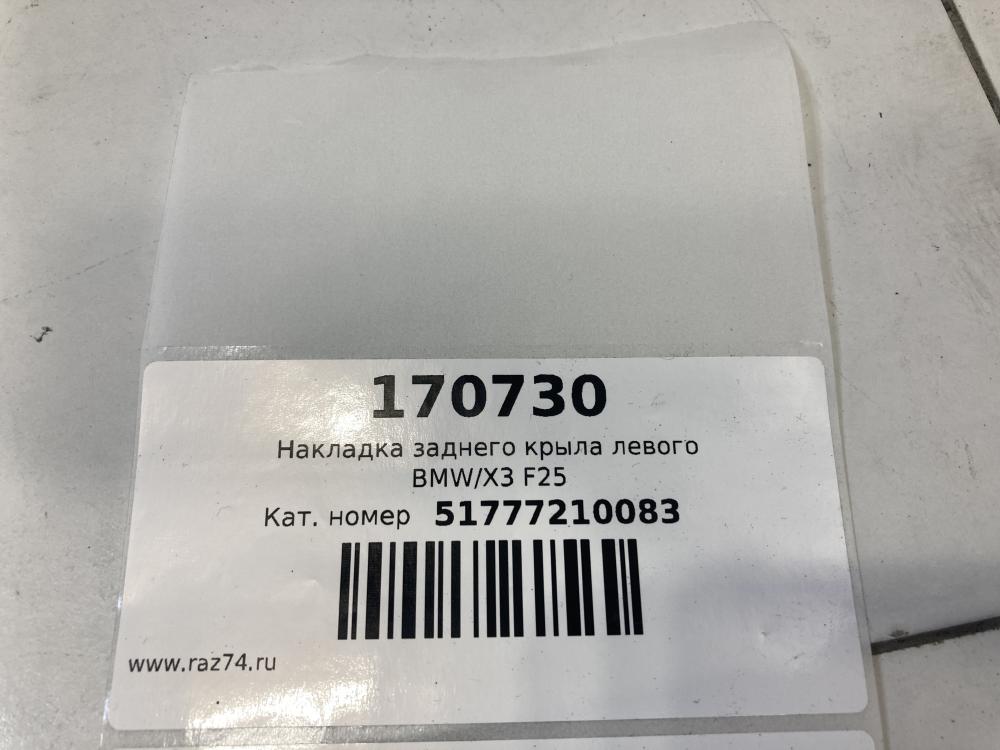 170730
Накладка заднего крыла левого
BMW/X3 F25
Кат. номер 51777210083
www.raz74.ru